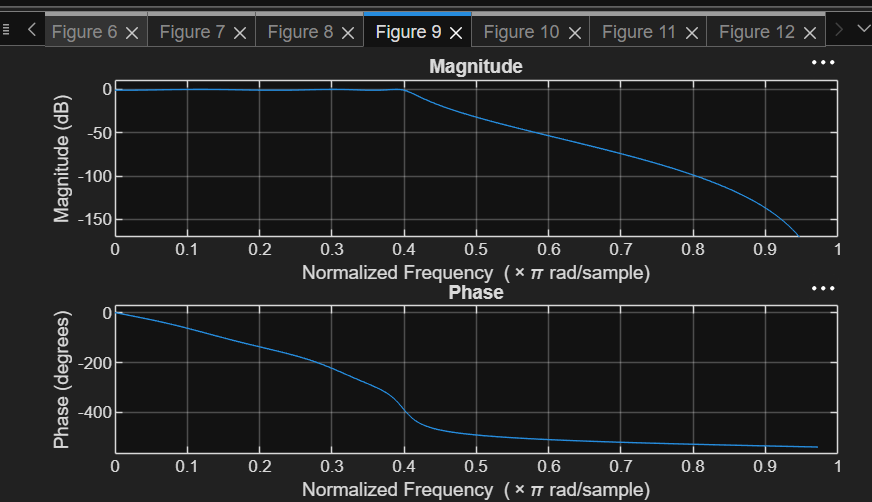 Figure 6 Figure 7 Figure 8 Figure 9 Figure 10 Figure 11 Figure 12
Magnitude
Magnitude (dB)
0
-50
-100
-150
0 0.1 0.2 0.3 0.4 0.5 0.6 0.7 0.8 0.9 1
Normalized Frequency (×π rad/sample)
Phase
Phase (degrees)
0
-200
-400
0 0.1 0.2 0.3 0.4 0.5 0.6 0.7 0.8 0.9 1
Normalized Frequency (×π rad/sample)